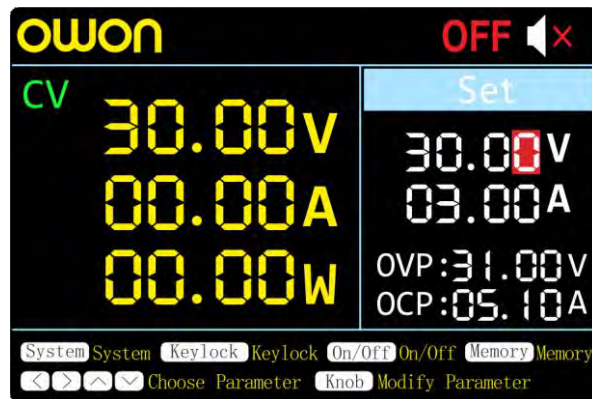 OWON OFF
CV Set
30.00V 30.00V
00.00A 03.00A
00.00W OVP:31.00V
OCP:05.10A
System System Keylock Keylock On/Off On/Off Memory Memory
Choose Parameter Knob Modify Parameter